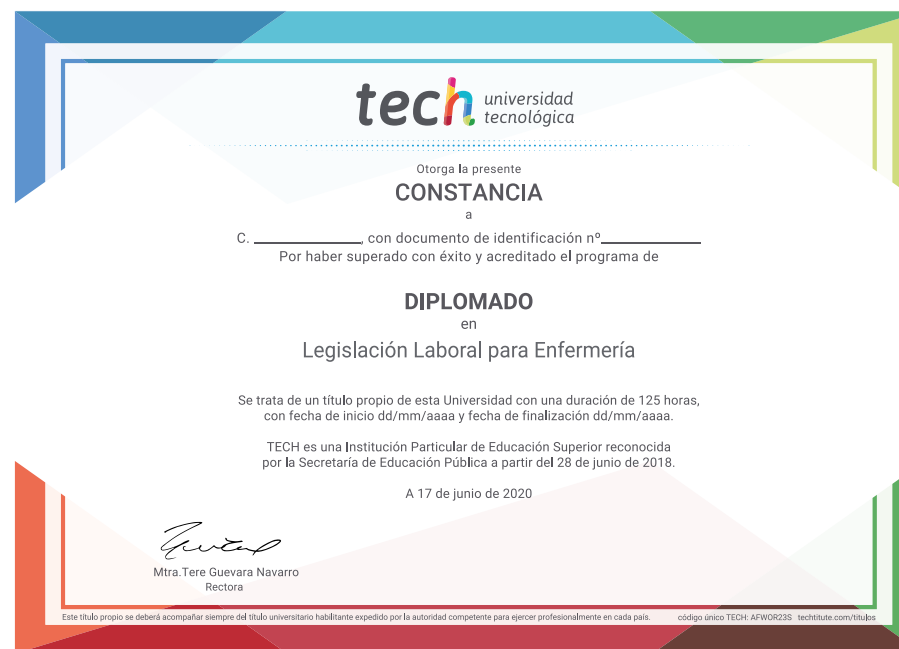 tech universidad
tecnológica
Otorga la presente
CONSTANCIA
a
C. ____________, con documento de identificación nº___________
Por haber superado con éxito y acreditado el programa de
DIPLOMADO
en
Legislación Laboral para Enfermería
Se trata de un título propio de esta Universidad con una duración de 125 horas,
con fecha de inicio dd/mm/aaaa y fecha de finalización dd/mm/aaaa.
TECH es una Institución Particular de Educación Superior reconocida
por la Secretaría de Educación Pública a partir del 28 de junio de 2018.
A 17 de junio de 2020
Mtra.Tere Guevara Navarro
Rectora
Este título propio se deberá acompañar siempre del título universitario habilitante expedido por la autoridad competente para ejercer profesionalmente en cada país. código único TECH: AFWOR23S techtitute.com/titulos